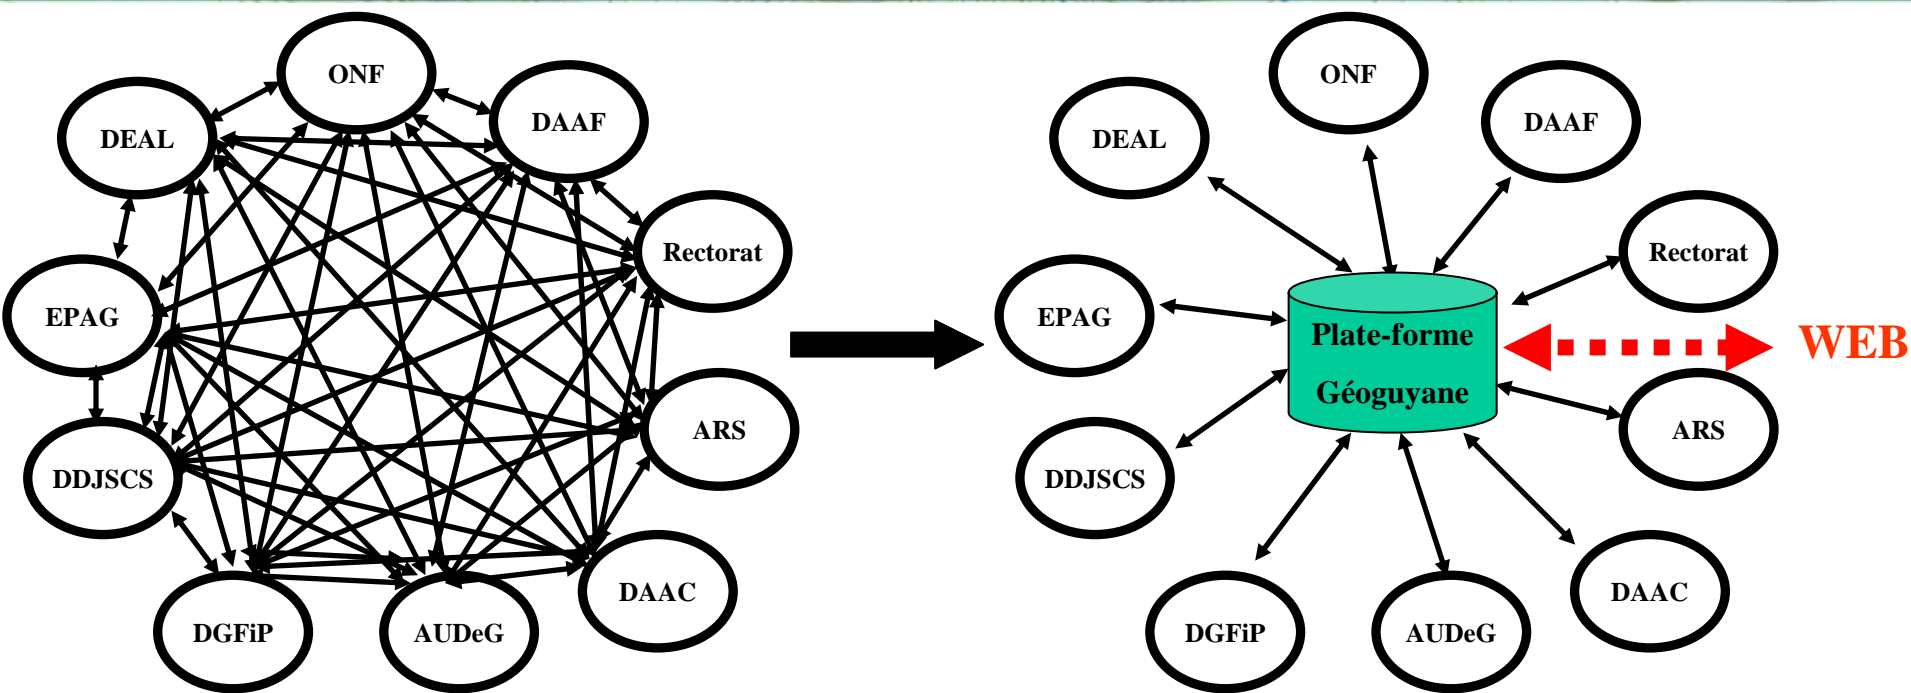 ONF
DAAF
DEAL
Rectorat
EPAG
ARS
DDJSCS
DAAC
DGFiP
AUDeG
ONF
DAAF
DEAL
Rectorat
EPAG
Plate-forme
Géoguyane
WEB
ARS
DDJSCS
DAAC
DGFiP
AUDeG